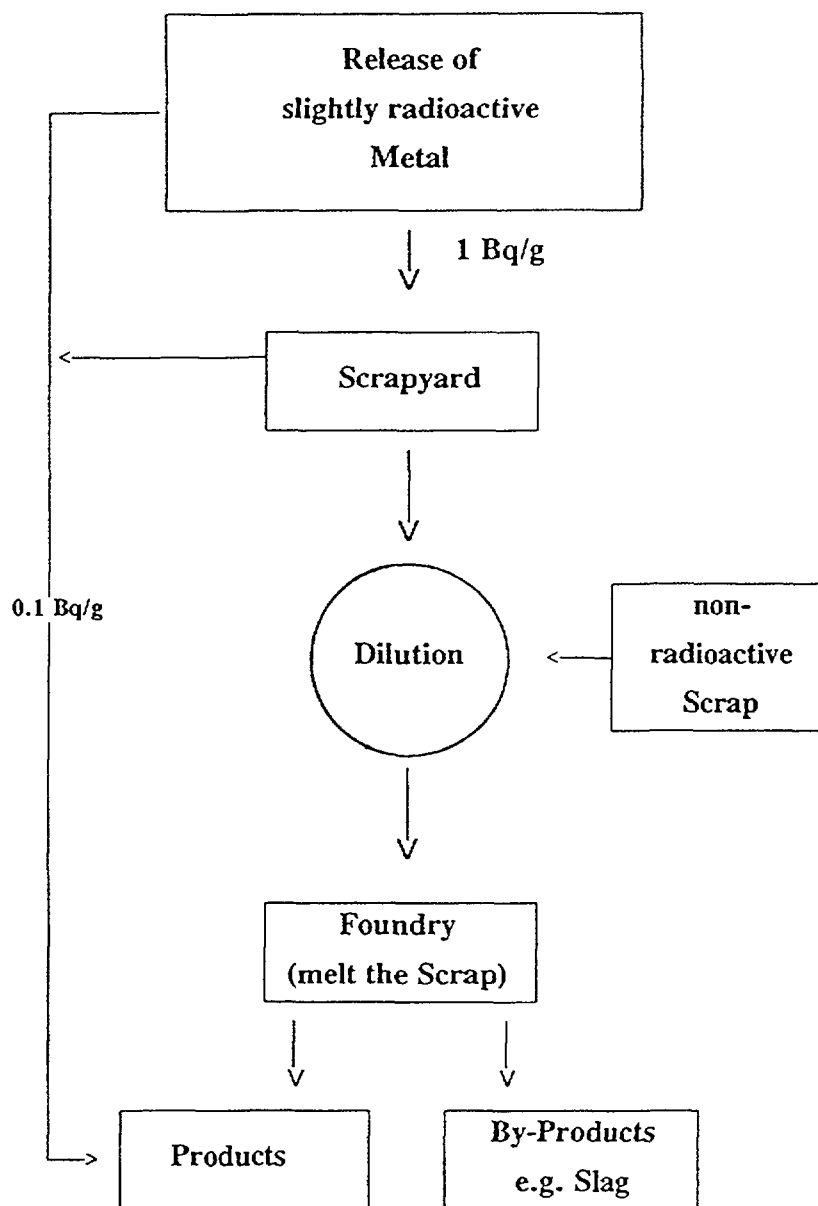 Release of
slightly radioactive
Metal
1 Bq/g
Scrapyard
0.1 Bq/g
Dilution
non-
radioactive
Scrap
Foundry
(melt the Scrap)
Products
By-Products
e.g. Slag